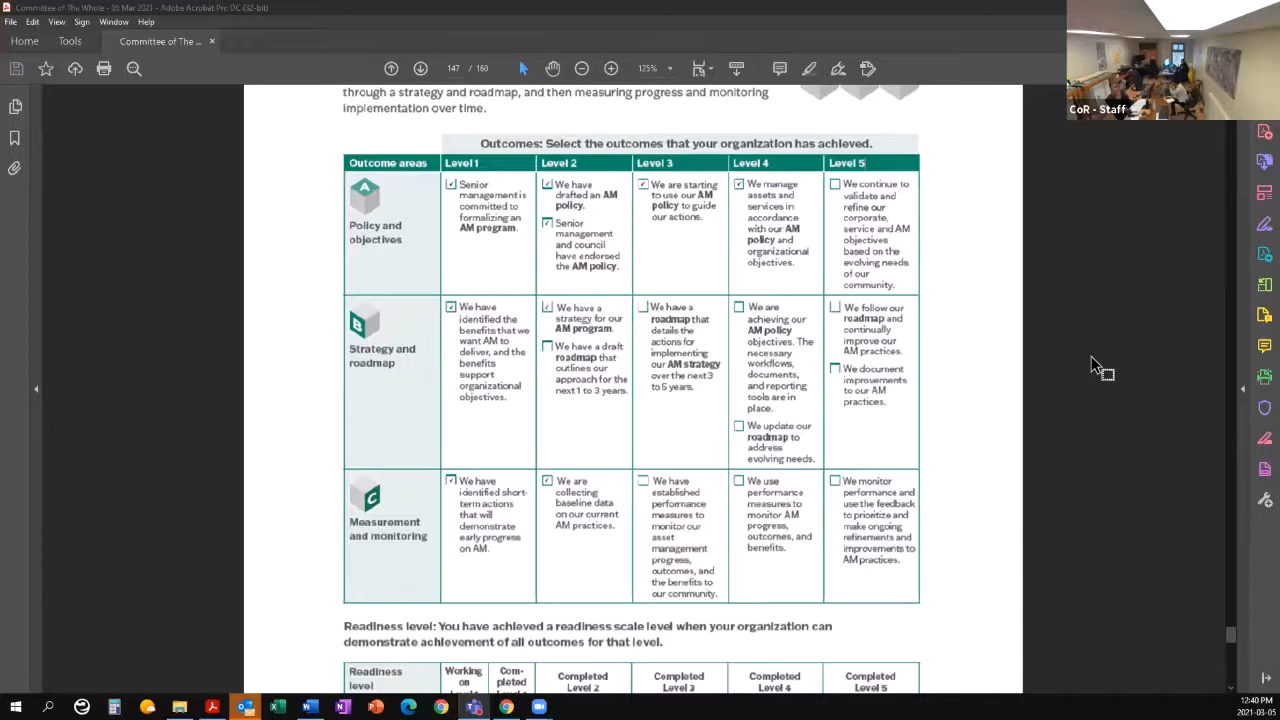 Committee of The Whole - 05 Mar 2021 - Adobe Acrobat Pro DC (32-bit)
File Edit View Sign Window Help
Home Tools Committee of The ... ×
147 / 160 125%
CoR - Staff
through a strategy and roadmap, and then measuring progress and monitoring
implementation over time.
Outcomes: Select the outcomes that your organization has achieved.
Outcome areas Level 1 Level 2 Level 3 Level 4 Level 5
A
Policy and
objectives
Senior
management is
committed to
formalizing an
AM program.
We have
drafted an AM
policy.
Senior
management
and council
have endorsed
the AM policy.
We are starting
to use our AM
policy to guide
our actions.
We manage
assets and
services in
accordance
with our AM
policy and
organizational
objectives.
We continue to
validate and
refine our
corporate,
service and AM
objectives
based on the
evolving needs
of our
community.
B
Strategy and
roadmap
We have
identified the
benefits that we
want AM to
deliver, and the
benefits
support
organizational
objectives.
We have a
strategy for our
AM program.
We have a draft
roadmap that
outlines our
approach for the
next 1 to 3 years.
We have a
roadmap that
details the
actions for
implementing
our AM strategy
over the next 3
to 5 years.
We are
achieving our
AM policy
objectives. The
necessary
workflows,
documents,
and reporting
tools are in
place.
We update our
roadmap to
address
evolving needs.
We follow our
roadmap and
continually
improve our
AM practices.
We document
improvements
to our AM
practices.
C
Measurement
and monitoring
We have
identified short-
term actions
that will
demonstrate
early progress
on AM.
We are
collecting
baseline data
on our current
AM practices.
We have
established
performance
measures to
monitor our
asset
management
progress,
outcomes, and
the benefits to
our community.
We use
performance
measures to
monitor AM
progress,
outcomes, and
benefits.
We monitor
performance and
use the feedback
to prioritize and
make ongoing
refinements and
improvements to
AM practices.
Readiness level: You have achieved a readiness scale level when your organization can
demonstrate achievement of all outcomes for that level.
Readiness
level
Working
on
Com-
pleted
Completed
Level 2
Completed
Level 3
Completed
Level 4
Completed
Level 5
12:40 PM
2021-03-05